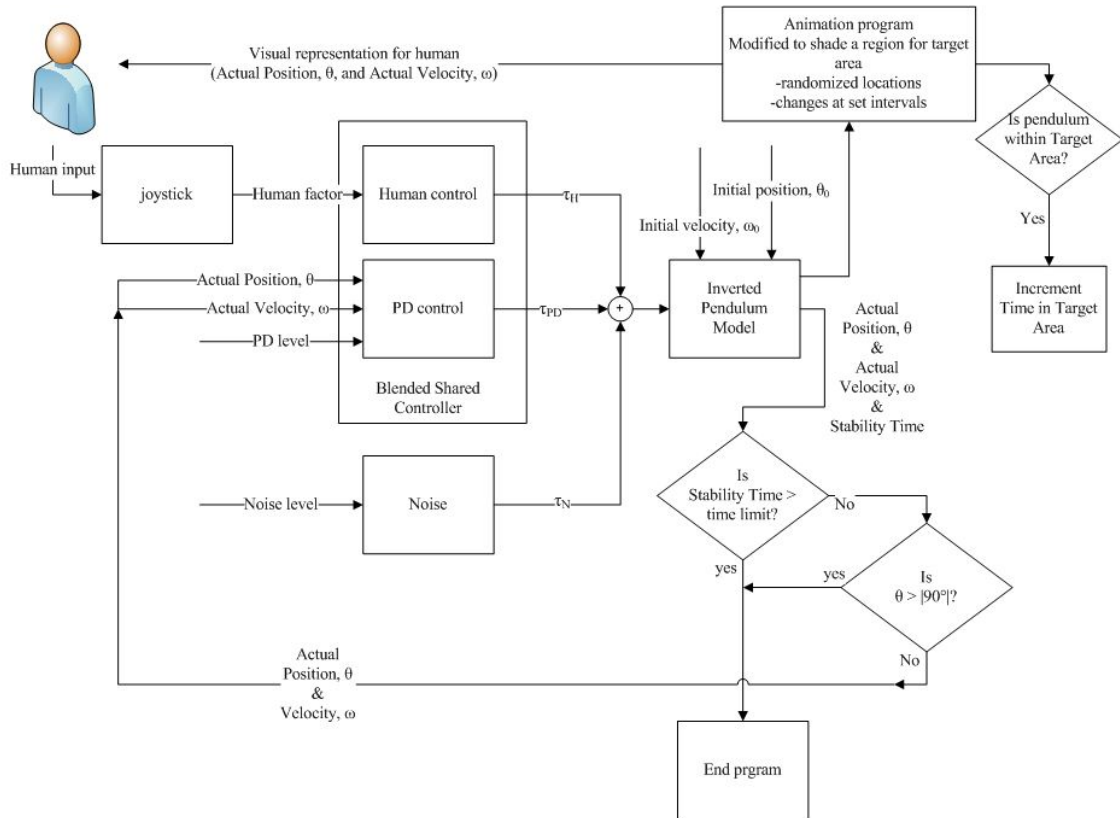 Animation program
Modified to shade a region for target
area
-randomized locations
-changes at set intervals
Visual representation for human
(Actual Position, θ, and Actual Velocity, ω)
Is pendulum
within Target
Area?
Human input
joystick
Human factor
Human control
τH
Initial position, θ0
Initial velocity, ω0
Yes
Actual Position, θ
Actual Velocity, ω
PD level
PD control
τPD
+
Inverted
Pendulum
Model
Increment
Time in Target
Area
Blended Shared
Controller
Actual
Position, θ
&
Actual
Velocity, ω
&
Stability Time
Noise level
Noise
τN
Is
Stability Time >
time limit?
No
yes
yes
Is
θ > |90°|?
No
Actual
Position, θ
&
Velocity, ω
End prgram